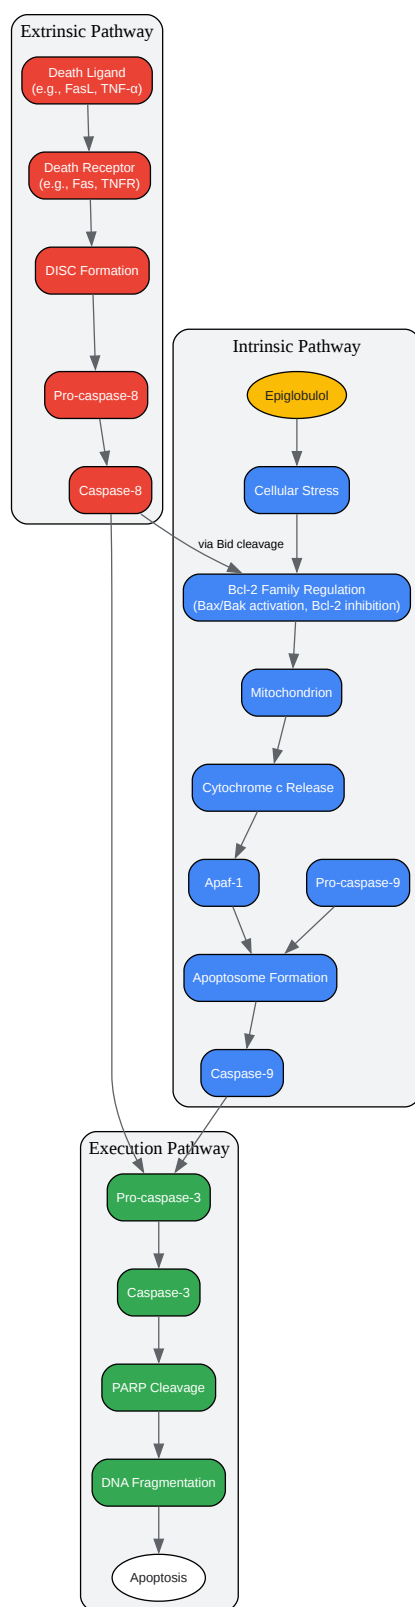 Extrinsic Pathway
Death Ligand
(e.g., FasL, TNF-α)
Death Receptor
(e.g., Fas, TNFR)
DISC Formation
Pro-caspase-8
Caspase-8
Intrinsic Pathway
Epiglobulol
Cellular Stress
via Bid cleavage
Bcl-2 Family Regulation
(Bax/Bak activation, Bcl-2 inhibition)
Mitochondrion
Cytochrome c Release
Apaf-1
Pro-caspase-9
Apoptosome Formation
Caspase-9
Execution Pathway
Pro-caspase-3
Caspase-3
PARP Cleavage
DNA Fragmentation
Apoptosis